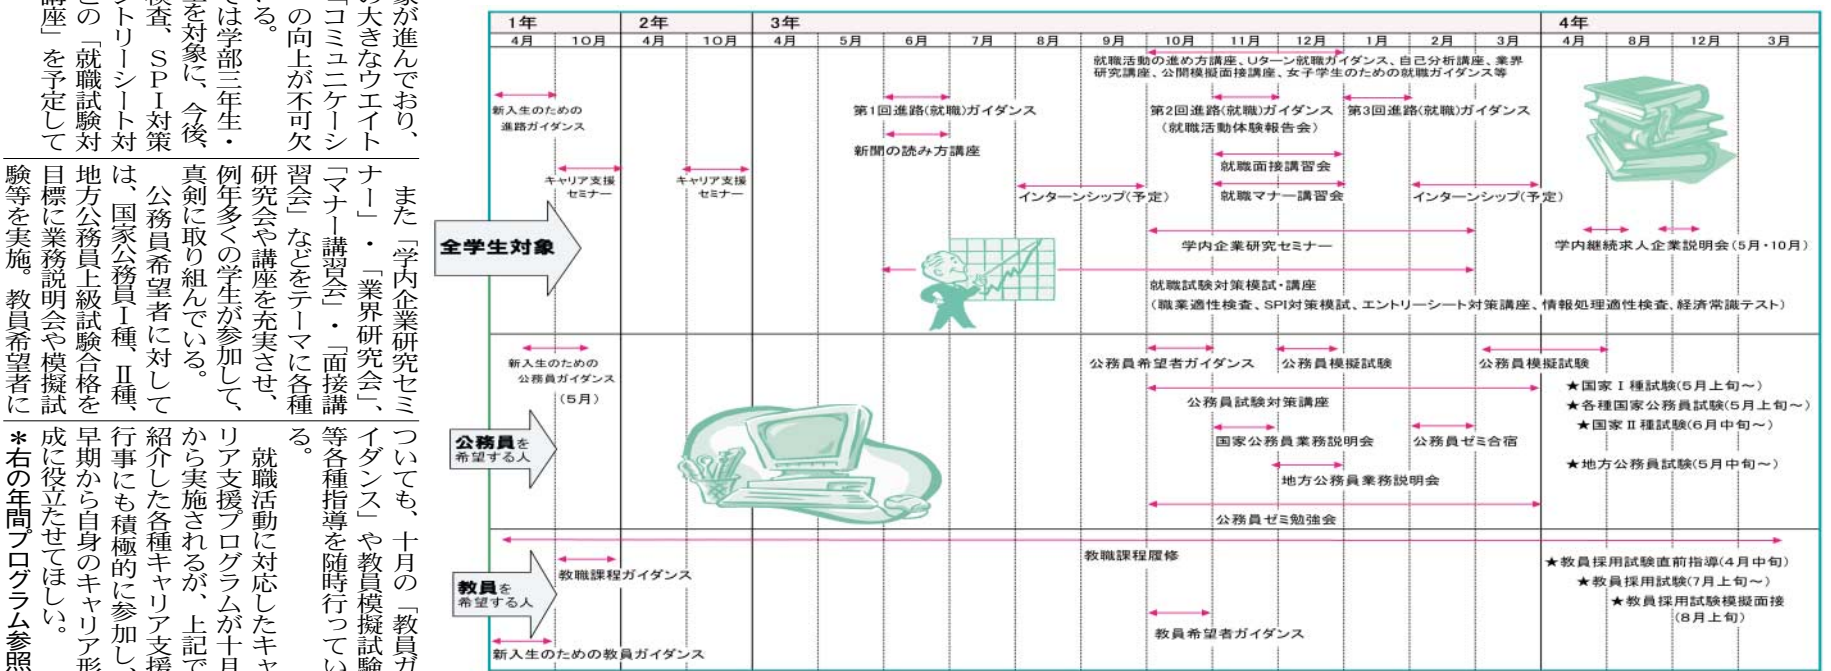 象が進んでおり、
の大きなウエイト
「コミュニケーシ
の向上が不可欠
いる。
では学部三年生・
生を対象に、今後、
検査、ＳＰＩ対策
ントリーシート対
どの「就職試験対
講座」を予定して
また「学内企業研究セミ
ナー」・「業界研究会」、
「マナー講習会」・「面接講
習会」などをテーマに各種
研究会や講座を充実させ、
例年多くの学生が参加して、
真剣に取り組んでいる。
公務員希望者に対して
は、国家公務員Ⅰ種、Ⅱ種、
地方公務員上級試験合格を
目標に業務説明会や模擬試
験等を実施。教員希望者に
ついても、十月の「教員ガ
イダンス」や教員模擬試験
等各種指導を随時行ってい
る。
就職活動に対応したキャ
リア支援プログラムが十月
から実施されるが、上記で
紹介した各種キャリア支援
行事にも積極的に参加し、
早期から自身のキャリア形
成に役立たせてほしい。
＊右の年間プログラム参照
1年 2年 3年 4年
4月 10月 4月 10月 4月 5月 6月 7月 8月 9月 10月 11月 12月 1月 2月 3月 4月 8月 12月 3月
全学生対象
就職活動の進め方講座、Uターン就職ガイダンス、自己分析講座、業界
研究講座、公開模擬面接講座、女子学生のための就職ガイダンス等
新入生のための
進路ガイダンス
第1回進路(就職)ガイダンス
第2回進路(就職)ガイダンス
(就職活動体験報告会)
第3回進路(就職)ガイダンス
新聞の読み方講座
就職面接講習会
キャリア支援
セミナー
キャリア支援
セミナー
インターンシップ(予定)
就職マナー講習会
インターンシップ(予定)
学内企業研究セミナー
学内継続求人企業説明会(5月・10月)
就職試験対策模試・講座
(職業適性検査、SPI対策模試、エントリーシート対策講座、情報処理適性検査、経済常識テスト)
公務員を
希望する人
新入生のための
公務員ガイダンス
(5月)
公務員希望者ガイダンス
公務員模擬試験
公務員模擬試験
公務員試験対策講座
国家公務員業務説明会
公務員ゼミ合宿
地方公務員業務説明会
公務員ゼミ勉強会
★国家Ⅰ種試験(5月上旬～)
★各種国家公務員試験(5月上旬～)
★国家Ⅱ種試験(6月中旬～)
★地方公務員試験(5月中旬～)
教員を
希望する人
教職課程履修
教職課程ガイダンス
教員希望者ガイダンス
新入生のための教員ガイダンス
★教員採用試験直前指導(4月中旬)
★教員採用試験(7月上旬～)
★教員採用試験模擬面接
(8月上旬)